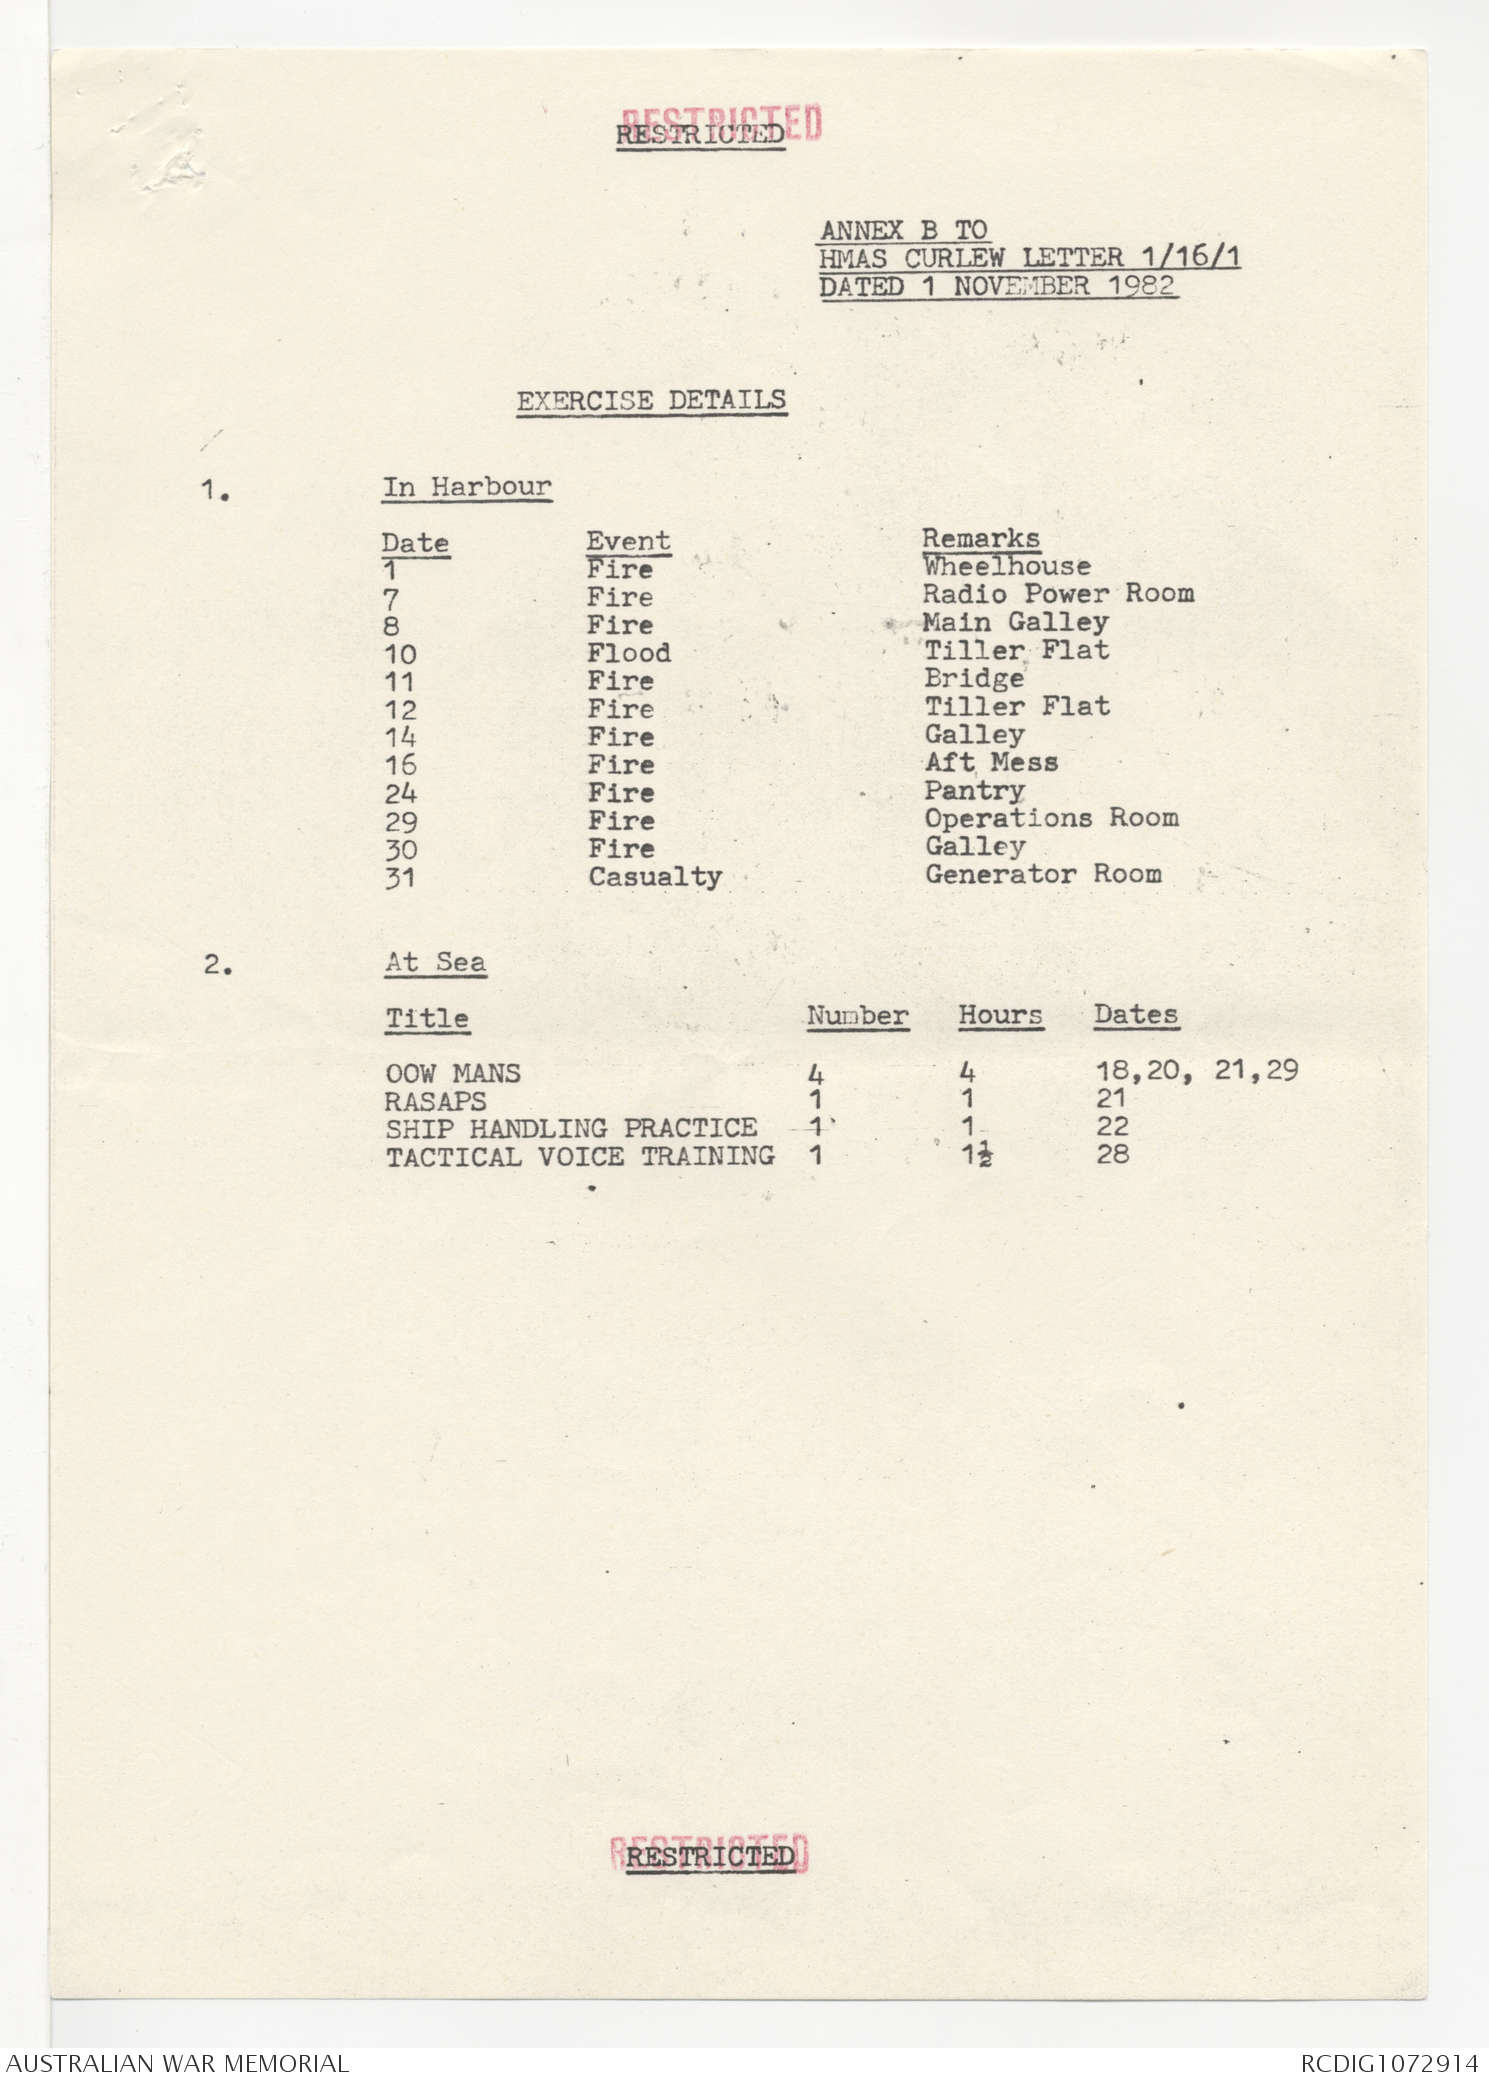 RESTRICTED
RESTRICTED
ANNEX B TO
HMAS CURLEW LETTER 1/16/1
DATED 1 NOVEMBER 1982
EXERCISE DETAILS
1. In Harbour
Date Event Remarks
1 Fire Wheelhouse
7 Fire Radio Power Room
8 Fire Main Galley
10 Flood Tiller Flat
11 Fire Bridge
12 Fire Tiller Flat
14 Fire Galley
16 Fire Aft Mess
24 Fire Pantry
29 Fire Operations Room
30 Fire Galley
31 Casualty Generator Room
2. At Sea
Title Number Hours Dates
OOW MANS 4 4 18,20, 21,29
RASAPS 1 1 21
SHIP HANDLING PRACTICE 1 1 22
TACTICAL VOICE TRAINING 1 1½ 28
RESTRICTED
RESTRICTED
AUSTRALIAN WAR MEMORIAL RCDIG1072914